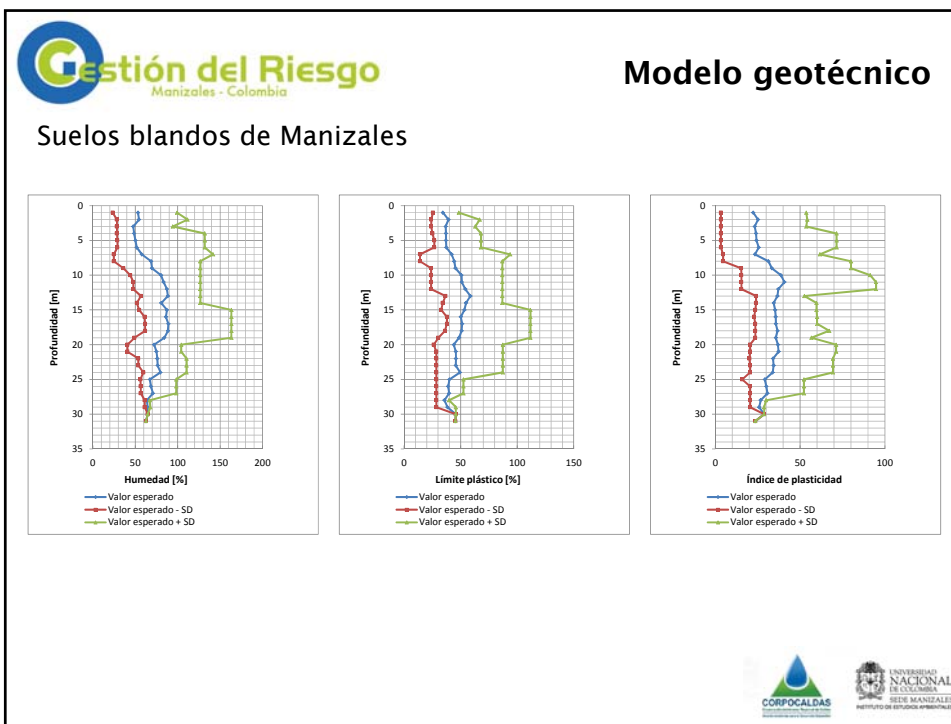 Gestión del Riesgo
Manizales - Colombia
Modelo geotécnico
Suelos blandos de Manizales
0
5
10
15
20
25
30
35
Profundidad [m]
0 50 100 150 200
Humedad [%]
Valor esperado
Valor esperado - SD
Valor esperado + SD
0
5
10
15
20
25
30
35
Profundidad [m]
0 50 100 150
Límite plástico [%]
Valor esperado
Valor esperado - SD
Valor esperado + SD
0
5
10
15
20
25
30
35
Profundidad [m]
0 50 100
Índice de plasticidad
Valor esperado
Valor esperado - SD
Valor esperado + SD
CORPOCALDAS
UNIVERSIDAD
NACIONAL
DE COLOMBIA
SEDE MANIZALES
INSTITUTO DE ESTUDIOS AMBIENTALES